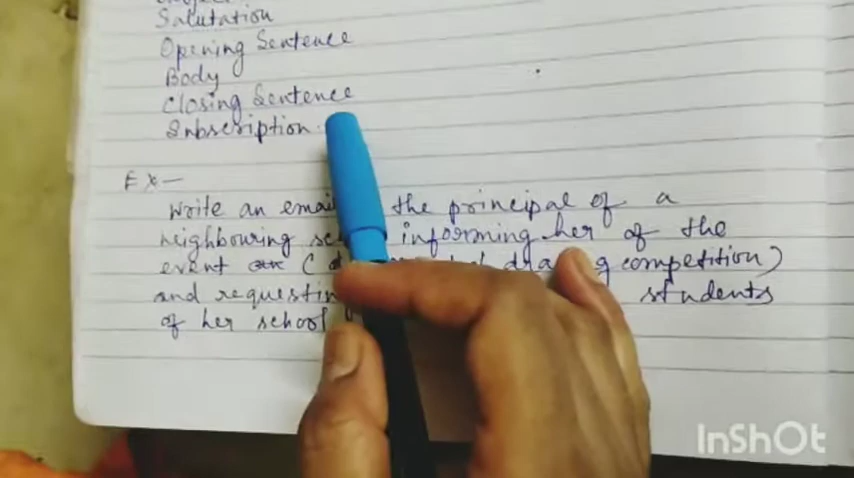 Salutation
Opening Sentence
Body
Closing Sentence
Subscription.
EX-
Write an email the principal of a
neighbouring informing her of the
event competition)
and students
of her school
InShOt